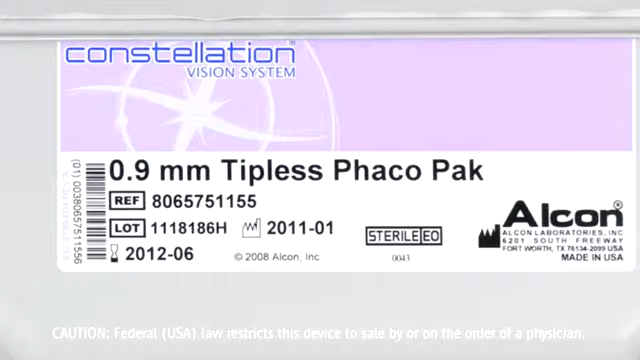 constellation®
VISION SYSTEM
0.9 mm Tipless Phaco Pak
REF 8065751155
LOT 1118186H 2011-01
2012-06
© 2008 Alcon, Inc
STERILE EO
0043
Alcon®
ALCON LABORATORIES, INC
6201 SOUTH FREEWAY
FORT WORTH, TX 76134-2099 USA
MADE IN USA
(01) 00380657511556
CAUTION: Federal (USA) law restricts this device to sale by or on the order of a physician.